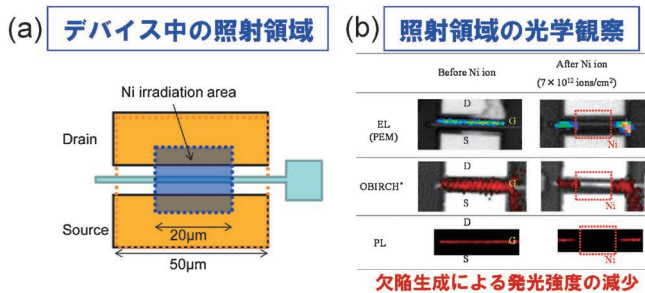 (a) デバイス中の照射領域
Ni irradiation area
Drain
Source
20μm
50μm
(b) 照射領域の光学観察
Before Ni ion
After Ni ion
(7 × 10¹² ions/cm²)
EL
(PEM)
D
G
S
Ni
OBIRCH*
D
G
S
Ni
PL
D
G
S
Ni
欠陥生成による発光強度の減少